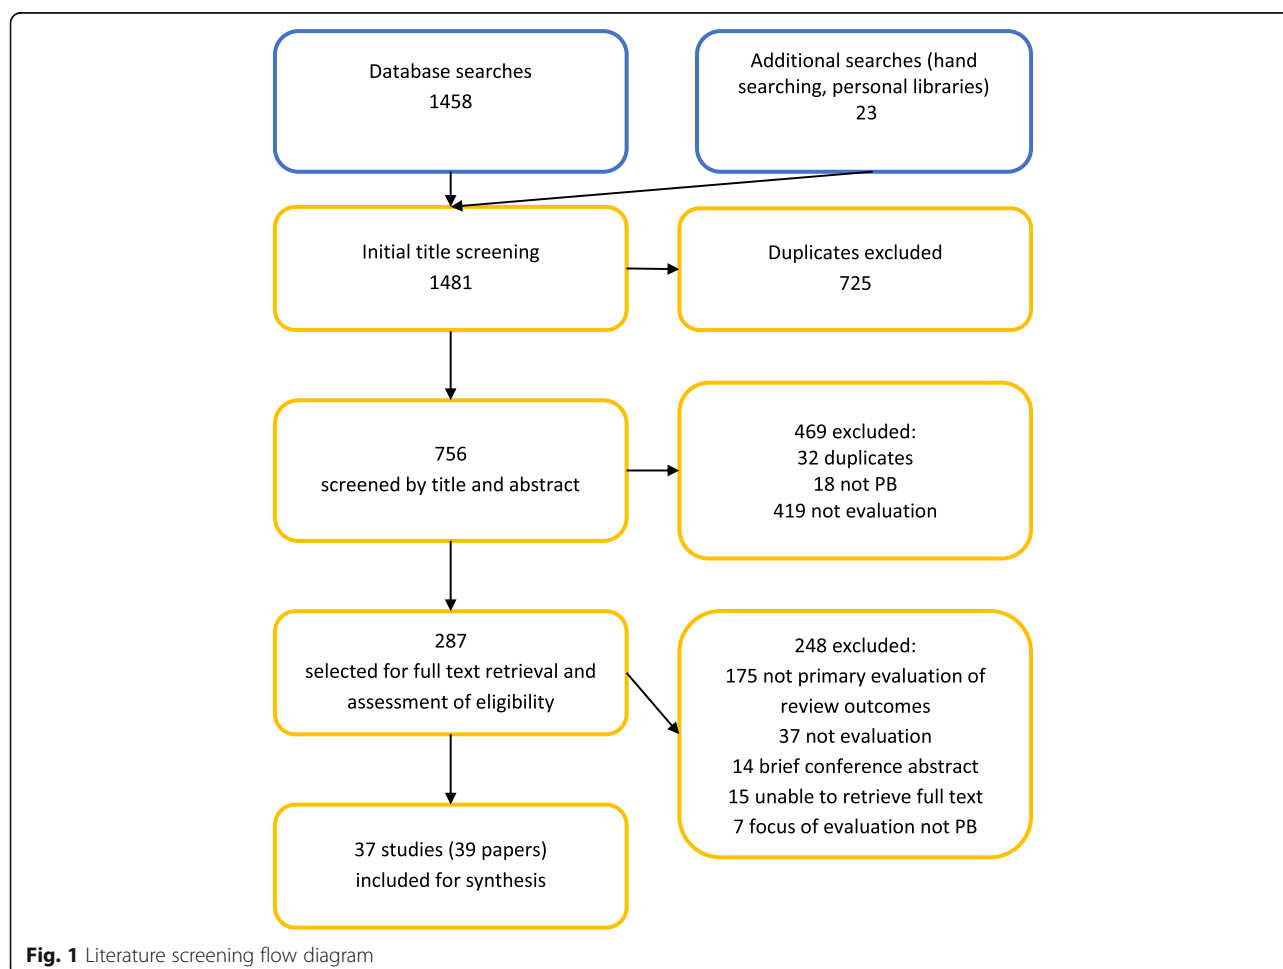 Database searches
1458
Additional searches (hand
searching, personal libraries)
23
Initial title screening
1481
Duplicates excluded
725
756
screened by title and abstract
469 excluded:
32 duplicates
18 not PB
419 not evaluation
287
selected for full text retrieval and
assessment of eligibility
248 excluded:
175 not primary evaluation of
review outcomes
37 not evaluation
14 brief conference abstract
15 unable to retrieve full text
7 focus of evaluation not PB
37 studies (39 papers)
included for synthesis
Fig. 1 Literature screening flow diagram